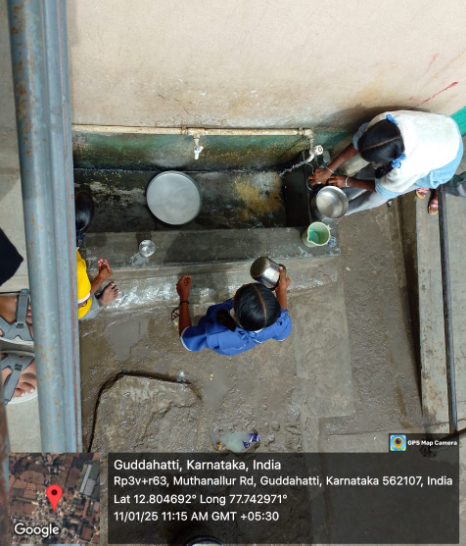 GPS Map Camera
Guddahatti, Karnataka, India
Rp3v+r63, Muthanallur Rd, Guddahatti, Karnataka 562107, India
Lat 12.804692° Long 77.742971°
11/01/25 11:15 AM GMT +05:30
Google